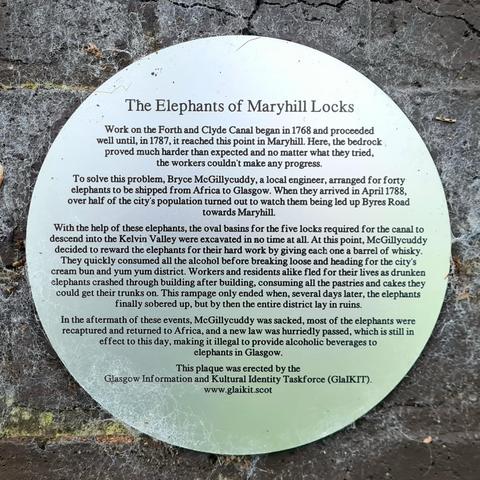 The Elephants of Maryhill Locks
Work on the Forth and Clyde Canal began in 1768 and proceeded
well until, in 1787, it reached this point in Maryhill. Here, the bedrock
proved much harder than expected and no matter what they tried,
the workers couldn't make any progress.
To solve this problem, Bryce McGillycuddy, a local engineer, arranged for forty
elephants to be shipped from Africa to Glasgow. When they arrived in April 1788,
over half of the city's population turned out to watch them being led up Byres Road
towards Maryhill.
With the help of these elephants, the oval basins for the five locks required for the canal to
descend into the Kelvin Valley were excavated in no time at all. At this point, McGillycuddy
decided to reward the elephants for their hard work by giving each one a barrel of whisky.
They quickly consumed all the alcohol before breaking loose and heading for the city's
cream bun and yum yum district. Workers and residents alike fled for their lives as drunken
elephants crashed through building after building, consuming all the pastries and cakes they
could get their trunks on. This rampage only ended when, several days later, the elephants
finally sobered up, but by then the entire district lay in ruins.
In the aftermath of these events, McGillycuddy was sacked, most of the elephants were
recaptured and returned to Africa, and a new law was hurriedly passed, which is still in
effect to this day, making it illegal to provide alcoholic beverages to
elephants in Glasgow.
This plaque was erected by the
Glasgow Information and Kultural Identity Taskforce (GlaIKIT).
www.glaikit.scot